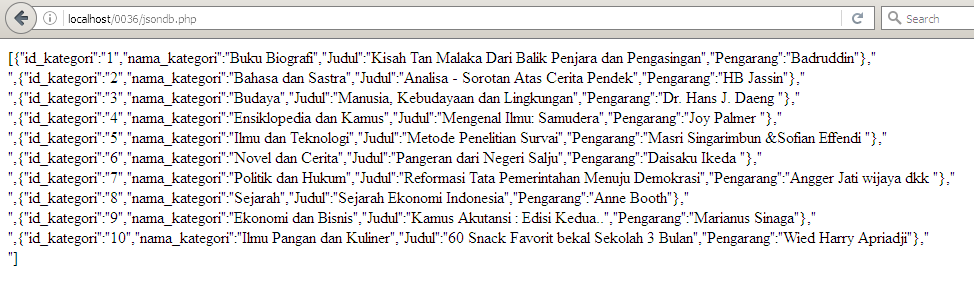 localhost/0036/jsondb.php
Search
[{"id_kategori":"1","nama_kategori":"Buku Biografi","Judul":"Kisah Tan Malaka Dari Balik Penjara dan Pengasingan","Pengarang":"Badruddin"},"
",{"id_kategori":"2","nama_kategori":"Bahasa dan Sastra","Judul":"Analisa - Sorotan Atas Cerita Pendek","Pengarang":"HB Jassin"},"
",{"id_kategori":"3","nama_kategori":"Budaya","Judul":"Manusia, Kebudayaan dan Lingkungan","Pengarang":"Dr. Hans J. Daeng "},"
",{"id_kategori":"4","nama_kategori":"Ensiklopedia dan Kamus","Judul":"Mengenal Ilmu: Samudera","Pengarang":"Joy Palmer "},"
",{"id_kategori":"5","nama_kategori":"Ilmu dan Teknologi","Judul":"Metode Penelitian Survai","Pengarang":"Masri Singarimbun &Sofian Effendi "},"
",{"id_kategori":"6","nama_kategori":"Novel dan Cerita","Judul":"Pangeran dari Negeri Salju","Pengarang":"Daisaku Ikeda "},"
",{"id_kategori":"7","nama_kategori":"Politik dan Hukum","Judul":"Reformasi Tata Pemerintahan Menuju Demokrasi","Pengarang":"Angger Jati wijaya dkk "},"
",{"id_kategori":"8","nama_kategori":"Sejarah","Judul":"Sejarah Ekonomi Indonesia","Pengarang":"Anne Booth"},"
",{"id_kategori":"9","nama_kategori":"Ekonomi dan Bisnis","Judul":"Kamus Akutansi : Edisi Kedua..","Pengarang":"Marianus Sinaga"},"
",{"id_kategori":"10","nama_kategori":"Ilmu Pangan dan Kuliner","Judul":"60 Snack Favorit bekal Sekolah 3 Bulan","Pengarang":"Wied Harry Apriadji"},"
"]